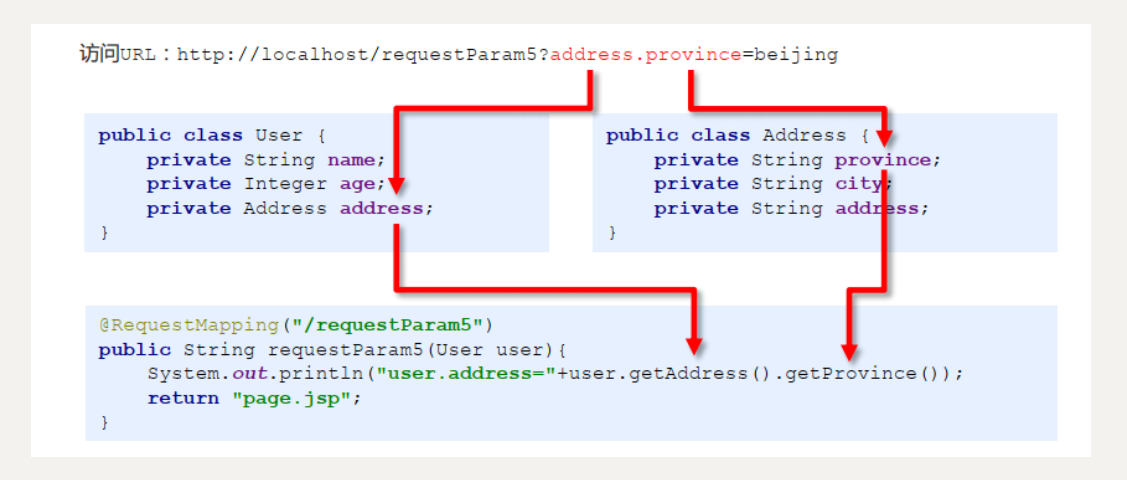 访问URL：http://localhost/requestParam5?address.province=beijing
public class User {
    private String name;
    private Integer age;
    private Address address;
}
public class Address {
    private String province;
    private String city;
    private String address;
}
@RequestMapping("/requestParam5")
public String requestParam5(User user){
    System.out.println("user.address="+user.getAddress().getProvince());
    return "page.jsp";
}